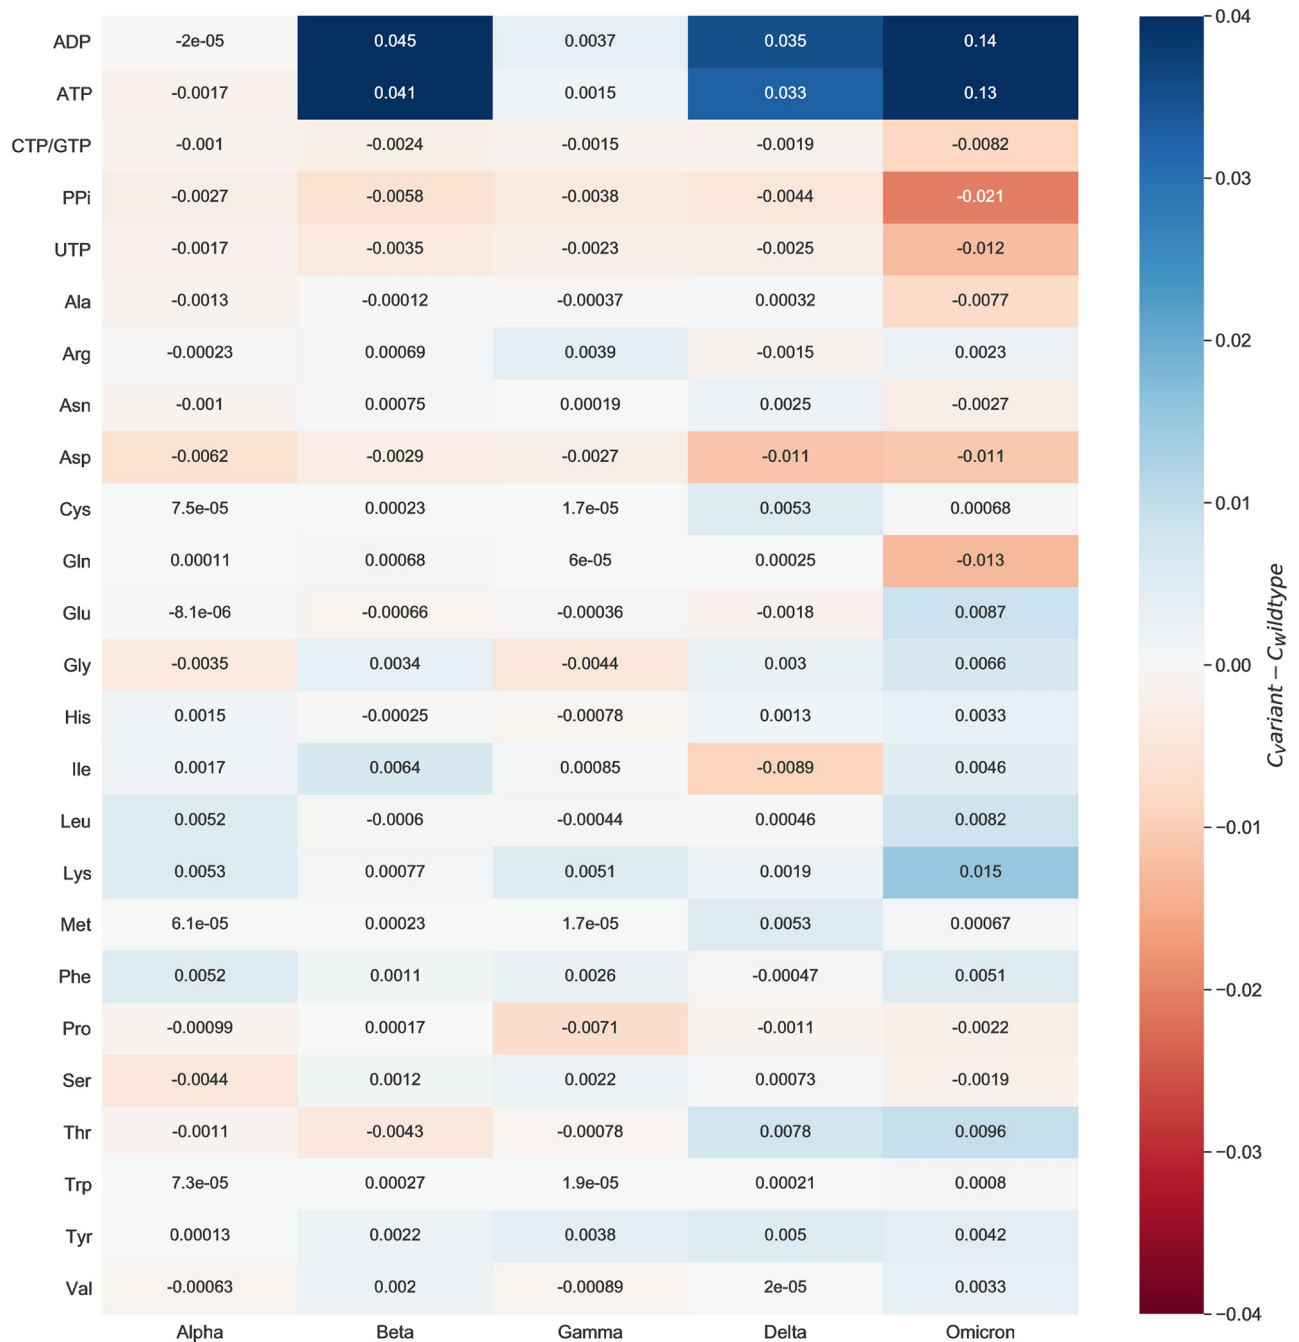 ADP -2e-05 0.045 0.0037 0.035 0.14
ATP -0.0017 0.041 0.0015 0.033 0.13
CTP/GTP -0.001 -0.0024 -0.0015 -0.0019 -0.0082
PPi -0.0027 -0.0058 -0.0038 -0.0044 -0.021
UTP -0.0017 -0.0035 -0.0023 -0.0025 -0.012
Ala -0.0013 -0.00012 -0.00037 0.00032 -0.0077
Arg -0.00023 0.00069 0.0039 -0.0015 0.0023
Asn -0.001 0.00075 0.00019 0.0025 -0.0027
Asp -0.0062 -0.0029 -0.0027 -0.011 -0.011
Cys 7.5e-05 0.00023 1.7e-05 0.0053 0.00068
Gln 0.00011 0.00068 6e-05 0.00025 -0.013
Glu -8.1e-06 -0.00066 -0.00036 -0.0018 0.0087
Gly -0.0035 0.0034 -0.0044 0.003 0.0066
His 0.0015 -0.00025 -0.00078 0.0013 0.0033
Ile 0.0017 0.0064 0.00085 -0.0089 0.0046
Leu 0.0052 -0.0006 -0.00044 0.00046 0.0082
Lys 0.0053 0.00077 0.0051 0.0019 0.015
Met 6.1e-05 0.00023 1.7e-05 0.0053 0.00067
Phe 0.0052 0.0011 0.0026 -0.00047 0.0051
Pro -0.00099 0.00017 -0.0071 -0.0011 -0.0022
Ser -0.0044 0.0012 0.0022 0.00073 -0.0019
Thr -0.0011 -0.0043 -0.00078 0.0078 0.0096
Trp 7.3e-05 0.00027 1.9e-05 0.00021 0.0008
Tyr 0.00013 0.0022 0.0038 0.005 0.0042
Val -0.00063 0.002 -0.00089 2e-05 0.0033
Alpha Beta Gamma Delta Omicron
0.04
0.03
0.02
0.01
0.00
−0.01
−0.02
−0.03
−0.04
Cvariant − Cwildtype